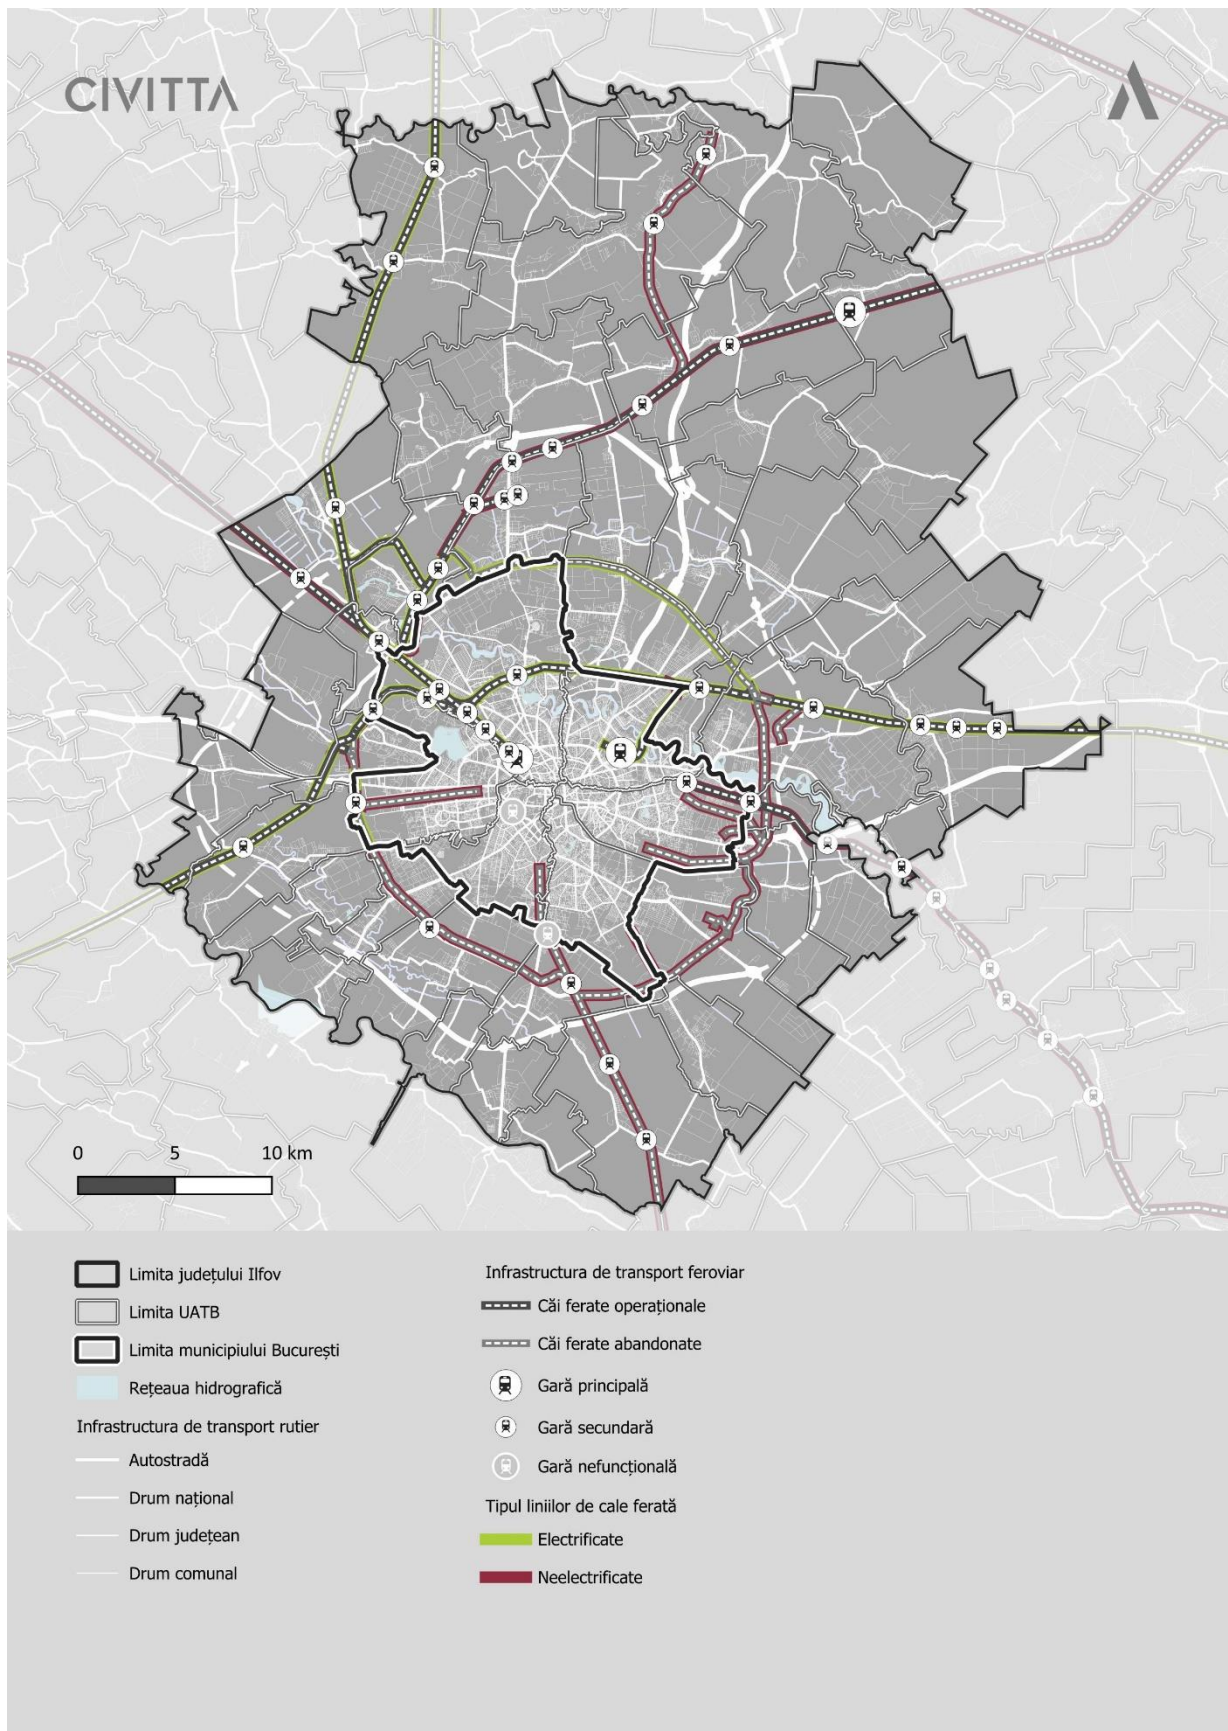 CIVITTA
0 5 10 km
Limita județului Ilfov
Limita UATB
Limita municipiului București
Rețeaua hidrografică
Infrastructura de transport rutier
Autostradă
Drum național
Drum județean
Drum comunal
Infrastructura de transport feroviar
Căi ferate operaționale
Căi ferate abandonate
Gară principală
Gară secundară
Gară nefuncțională
Tipul liniilor de cale ferată
Electrificate
Neelectrificate